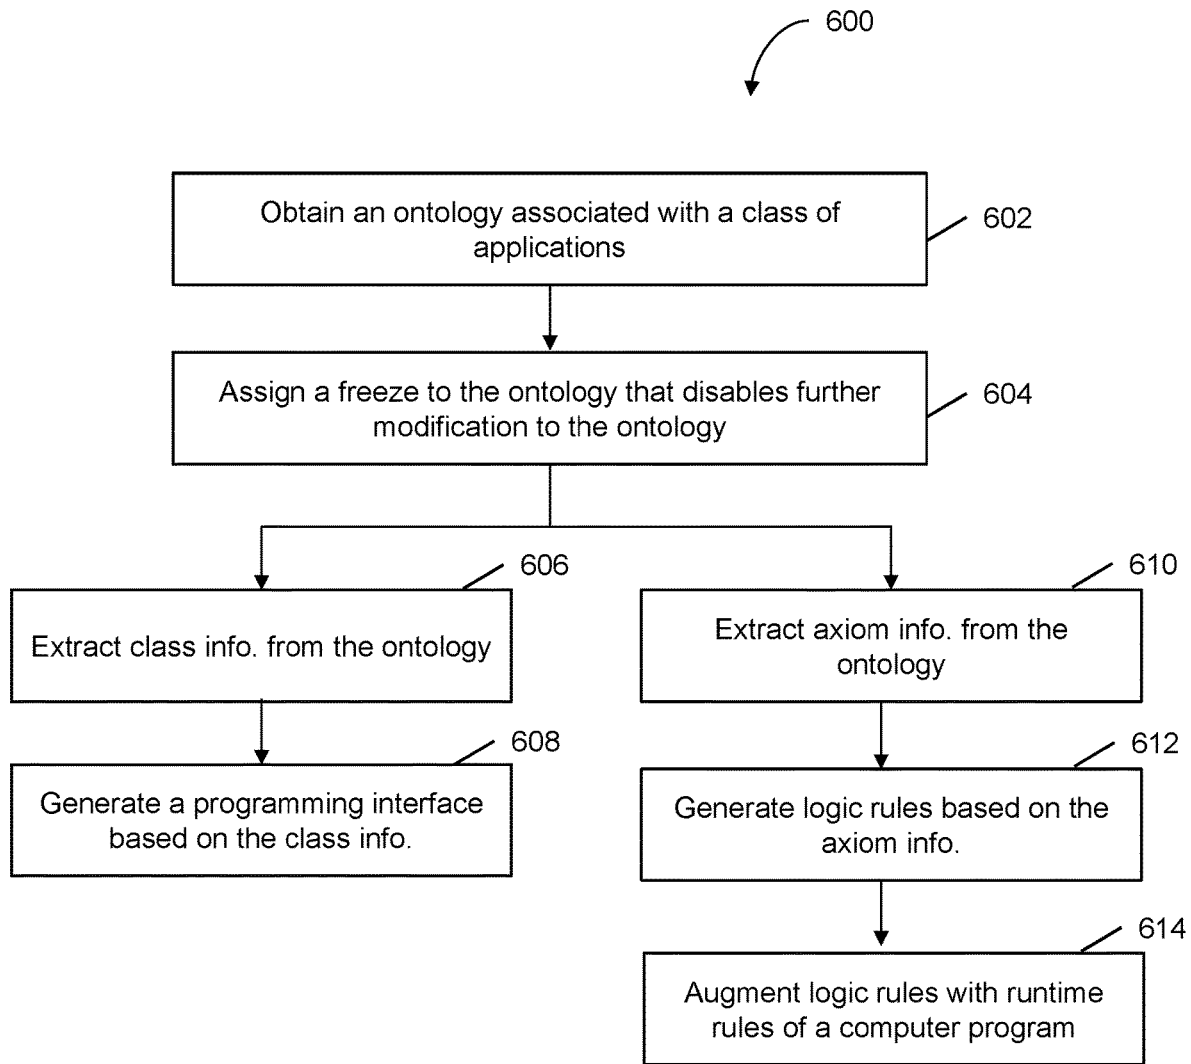 600
Obtain an ontology associated with a class of
applications
602
Assign a freeze to the ontology that disables further
modification to the ontology
604
606
Extract class info. from the ontology
608
Generate a programming interface
based on the class info.
610
Extract axiom info. from the
ontology
612
Generate logic rules based on the
axiom info.
614
Augment logic rules with runtime
rules of a computer program